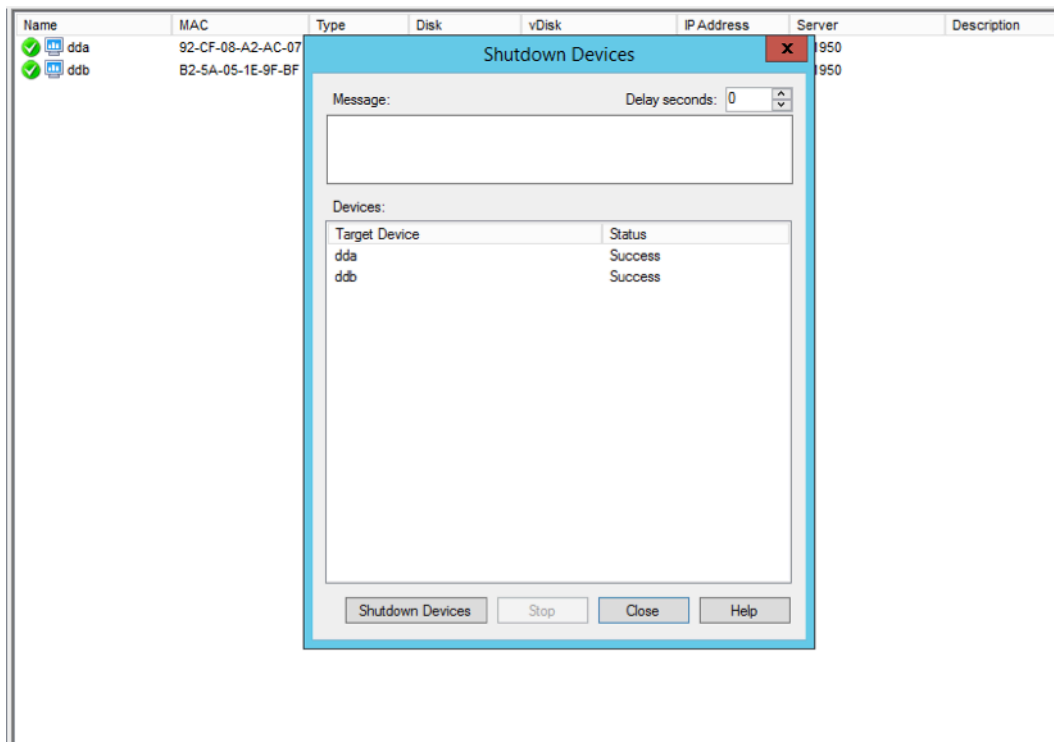 Name MAC Type Disk vDisk IP Address Server Description
dda 92-CF-08-A2-AC-07 1950
ddb B2-5A-05-1E-9F-BF 1950
Shutdown Devices x
Message: Delay seconds: 0
Devices:
Target Device Status
dda Success
ddb Success
Shutdown Devices Stop Close Help